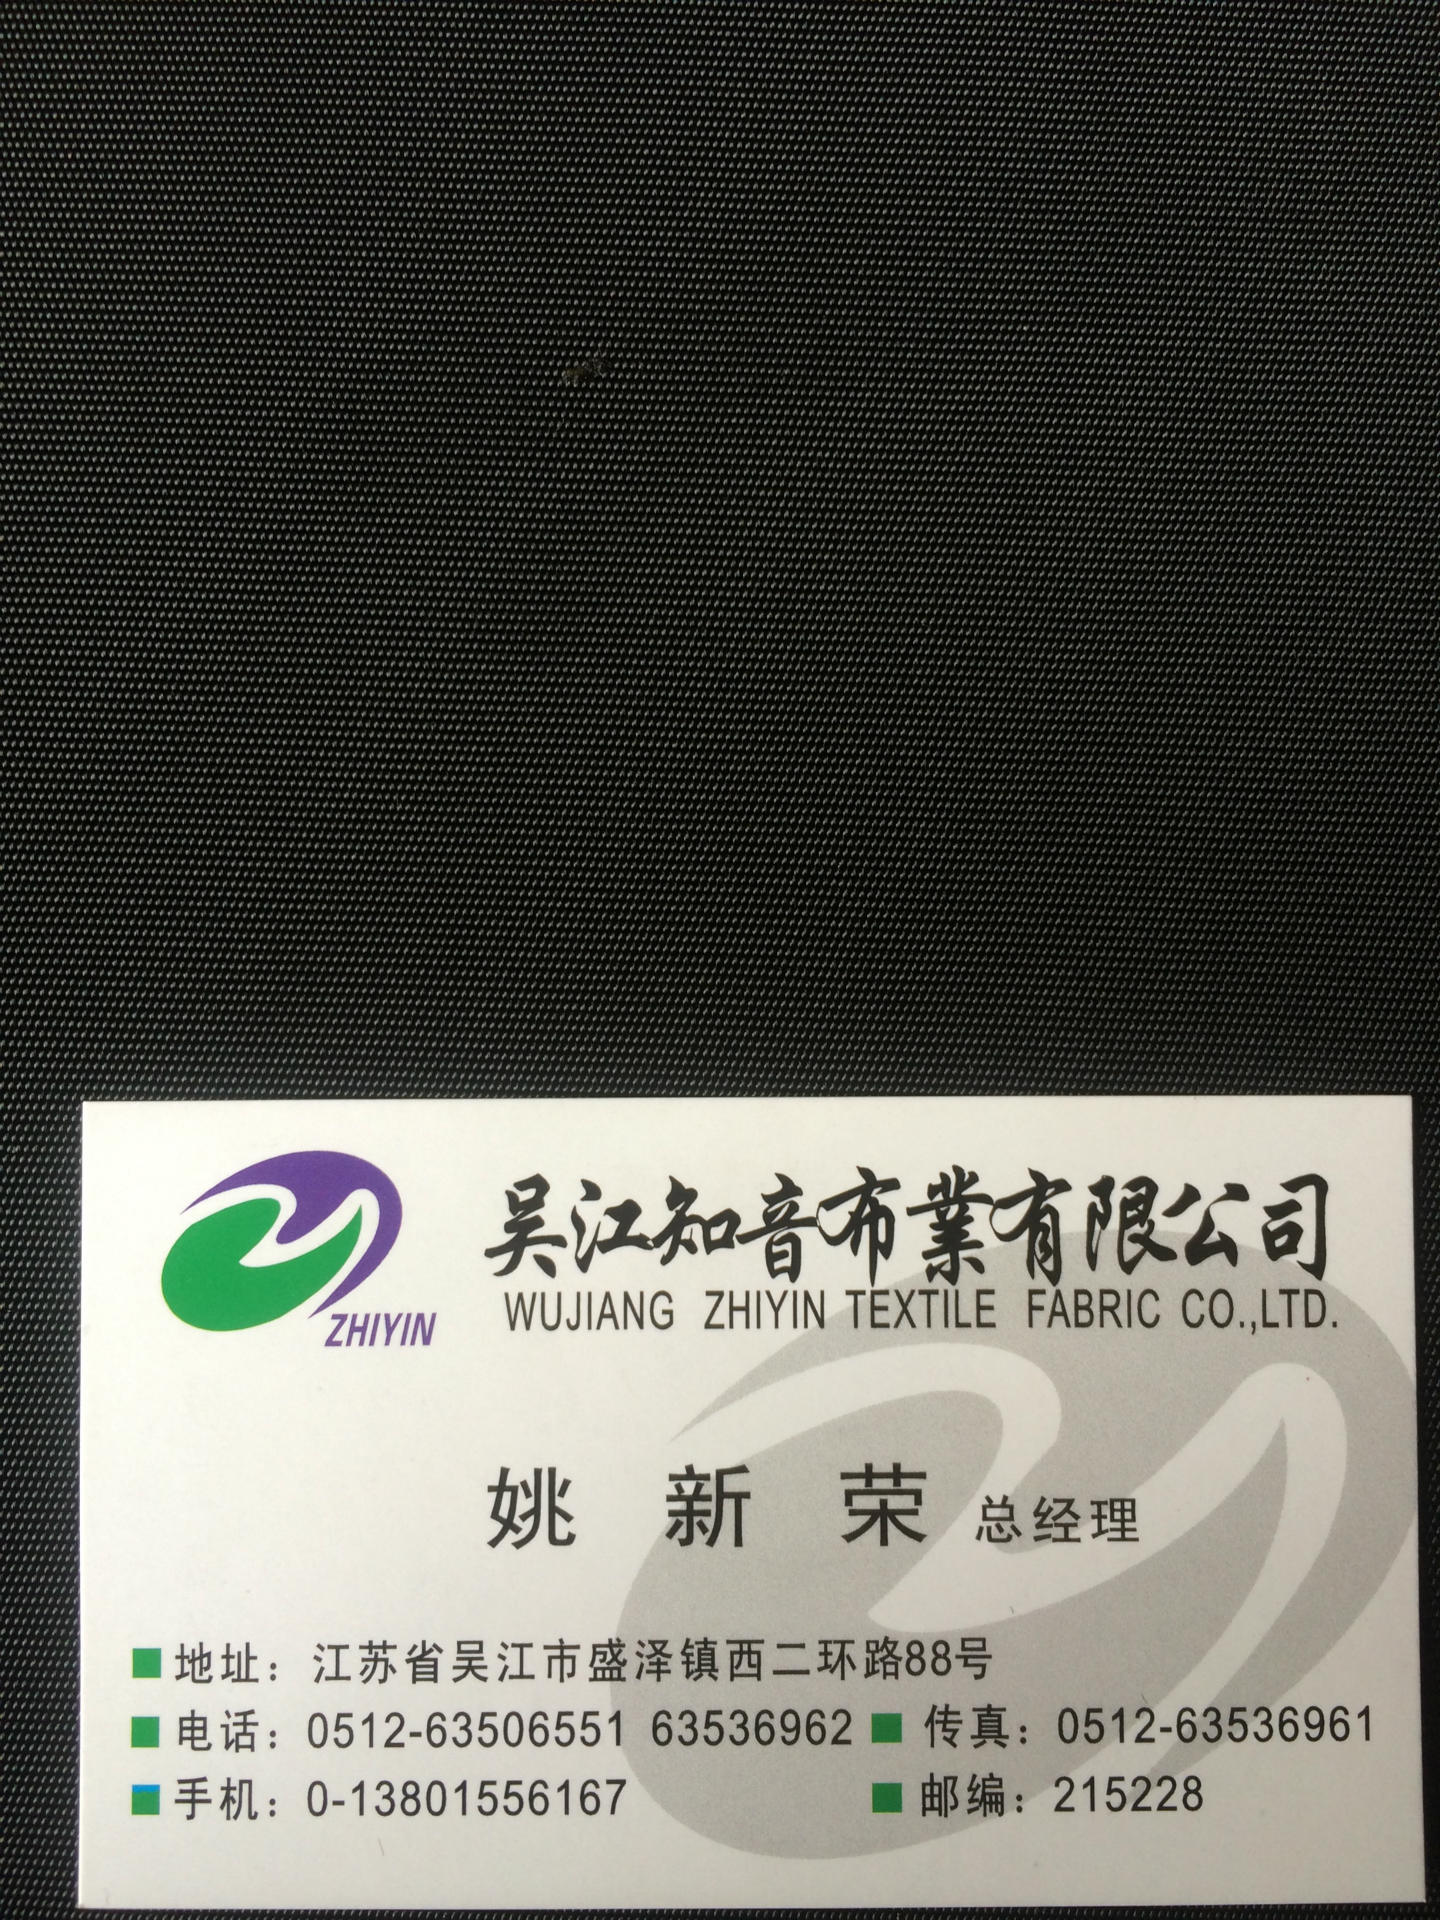 吴江知音布業有限公司
WUJIANG ZHIYIN TEXTILE FABRIC CO.,LTD.
ZHIYIN
姚 新 荣 总经理
地址：江苏省吴江市盛泽镇西二环路88号
电话：0512-63506551 63536962 传真：0512-63536961
手机：0-13801556167 邮编：215228